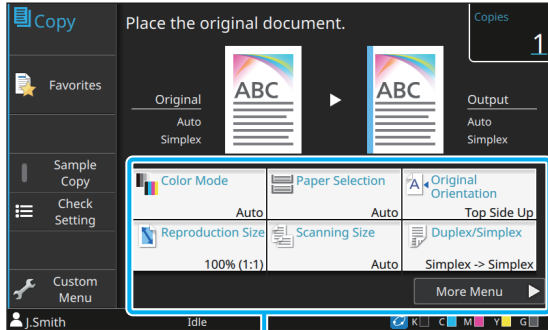 Copy
Place the original document.
Copies
1
Favorites
ABC
ABC
Original
Auto
Simplex
Output
Auto
Simplex
Sample
Copy
Check
Setting
Custom
Menu
Color Mode
Auto
Paper Selection
Auto
Original
Orientation
Top Side Up
Reproduction Size
100% (1:1)
Scanning Size
Auto
Duplex/Simplex
Simplex -> Simplex
More Menu
J.Smith
Idle
K C M Y G